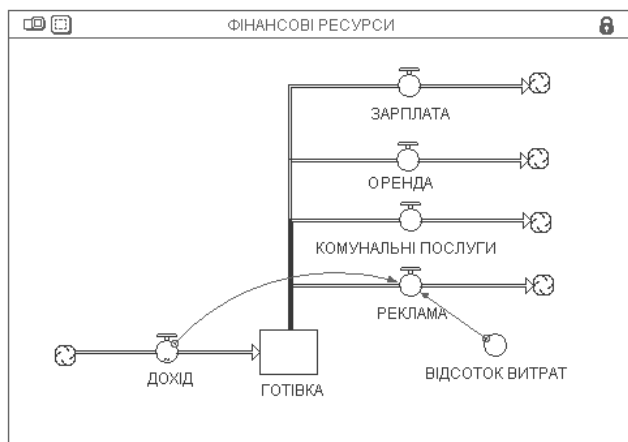 ФІНАНСОВІ РЕСУРСИ
ЗАРПЛАТА
ОРЕНДА
КОМУНАЛЬНІ ПОСЛУГИ
РЕКЛАМА
ДОХІД
ГОТІВКА
ВІДСОТОК ВИТРАТ